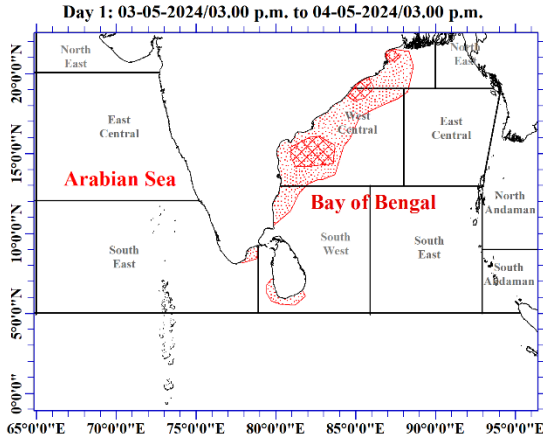 Day 1: 03-05-2024/03.00 p.m. to 04-05-2024/03.00 p.m.
North
East
North
East
20°0'0"N
East
Central
West
Central
East
Central
15°0'0"N
Arabian Sea
Bay of Bengal
North
Andaman
10°0'0"N
South
East
South
West
South
East
South
Andaman
5°0'0"N
0°0'0"
65°0'0"E
70°0'0"E
75°0'0"E
80°0'0"E
85°0'0"E
90°0'0"E
95°0'0"E